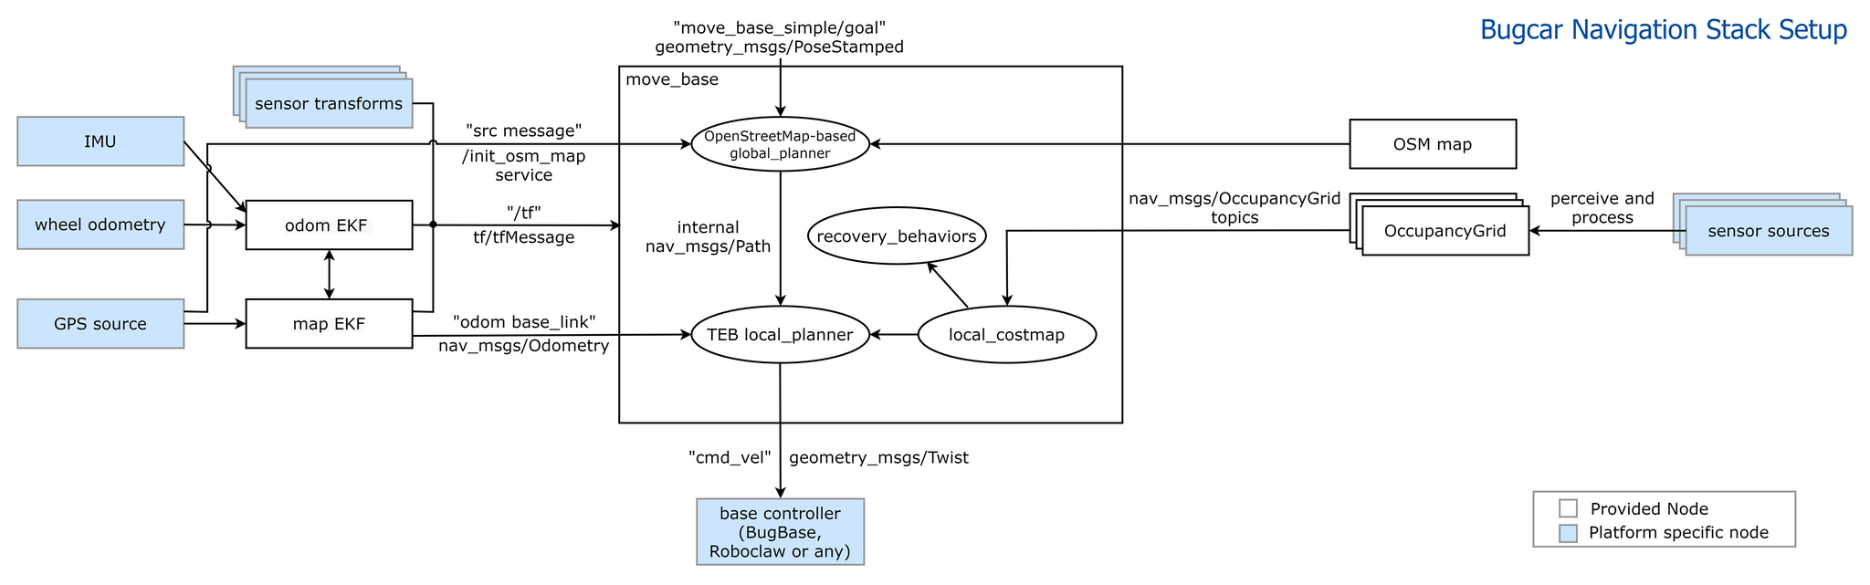 Bugcar Navigation Stack Setup
"move_base_simple/goal"
geometry_msgs/PoseStamped
move_base
sensor transforms
IMU
"src message"
/init_osm_map
service
OpenStreetMap-based
global_planner
OSM map
wheel odometry
odom EKF
"/tf"
tf/tfMessage
internal
nav_msgs/Path
recovery_behaviors
nav_msgs/OccupancyGrid
topics
OccupancyGrid
perceive and
process
sensor sources
GPS source
map EKF
"odom base_link"
nav_msgs/Odometry
TEB local_planner
local_costmap
"cmd_vel"
geometry_msgs/Twist
base controller
(BugBase,
Roboclaw or any)
Provided Node
Platform specific node